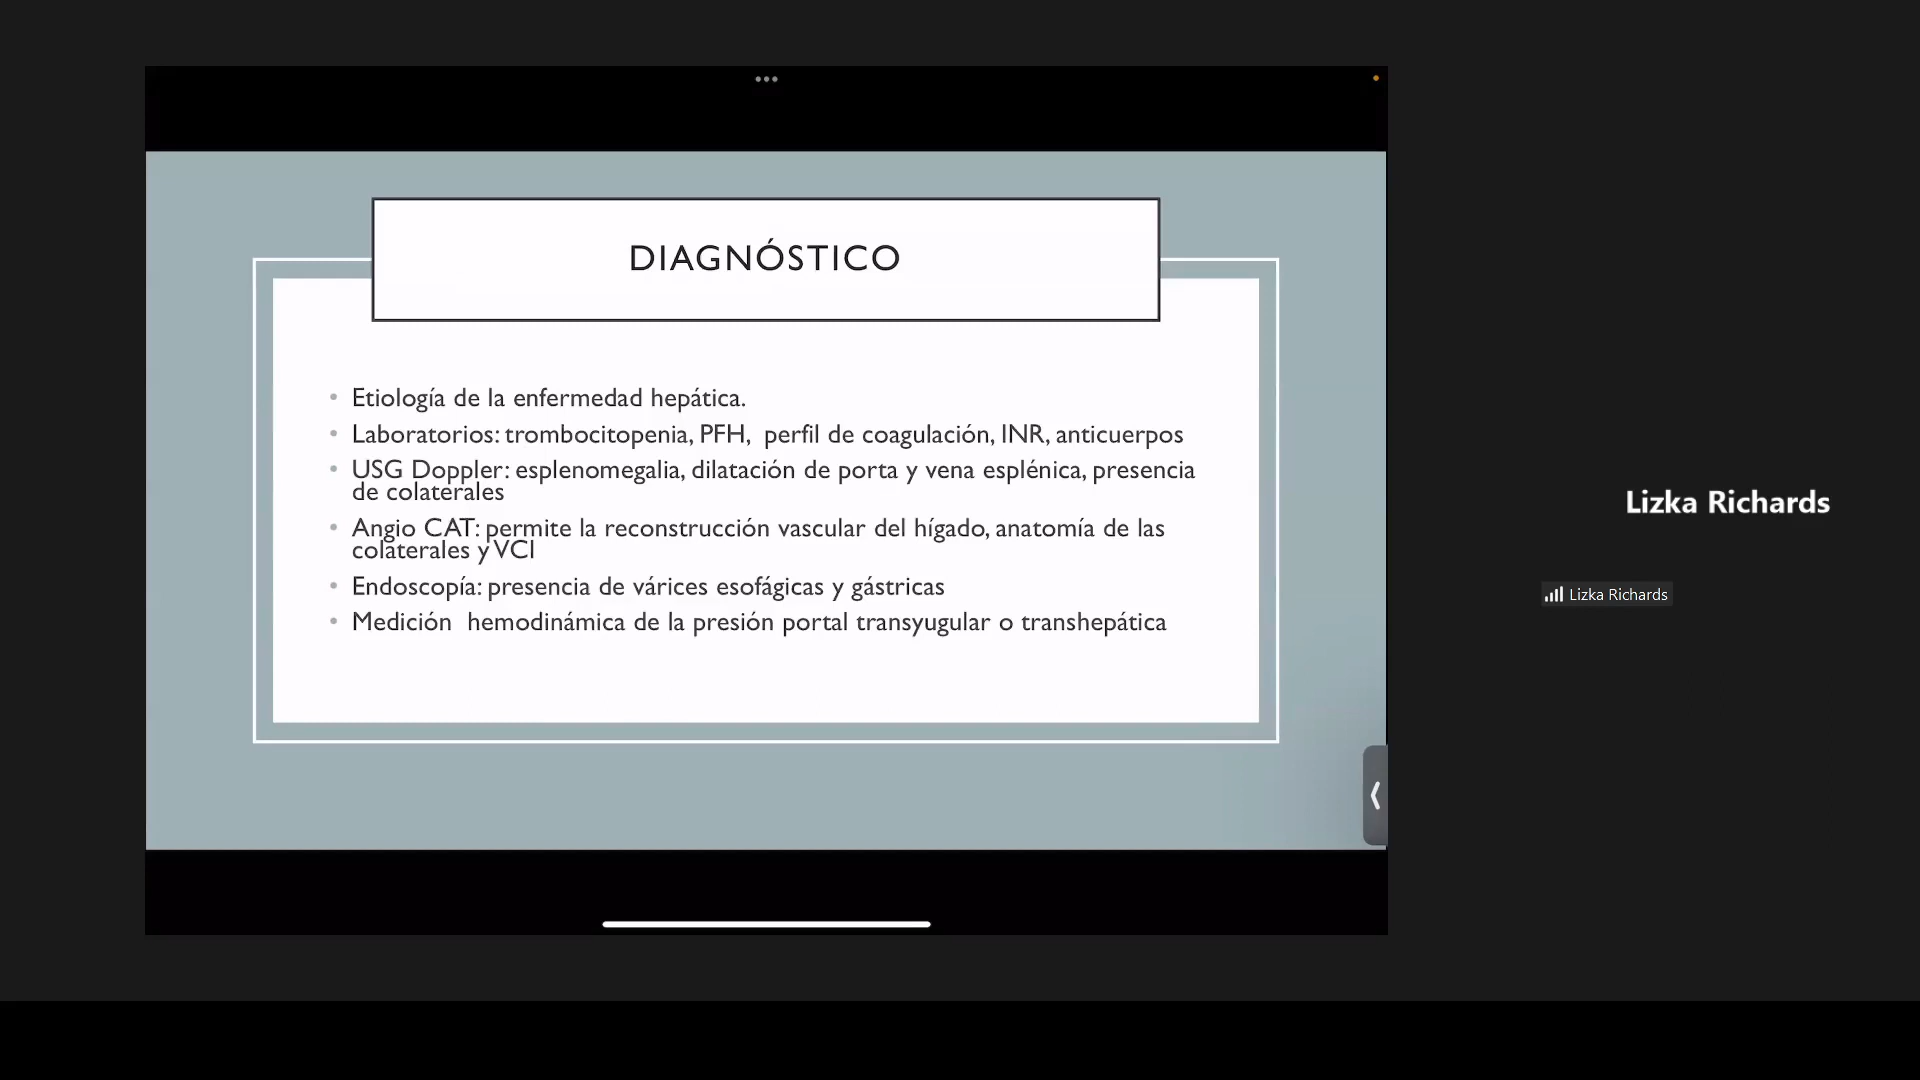 DIAGNÓSTICO
• Etiología de la enfermedad hepática.
• Laboratorios: trombocitopenia, PFH,  perfil de coagulación, INR, anticuerpos
• USG Doppler: esplenomegalia, dilatación de porta y vena esplénica, presencia
de colaterales
• Angio CAT: permite la reconstrucción vascular del hígado, anatomía de las
colaterales y VCI
• Endoscopía: presencia de várices esofágicas y gástricas
• Medición  hemodinámica de la presión portal transyugular o transhepática
Lizka Richards
Lizka Richards